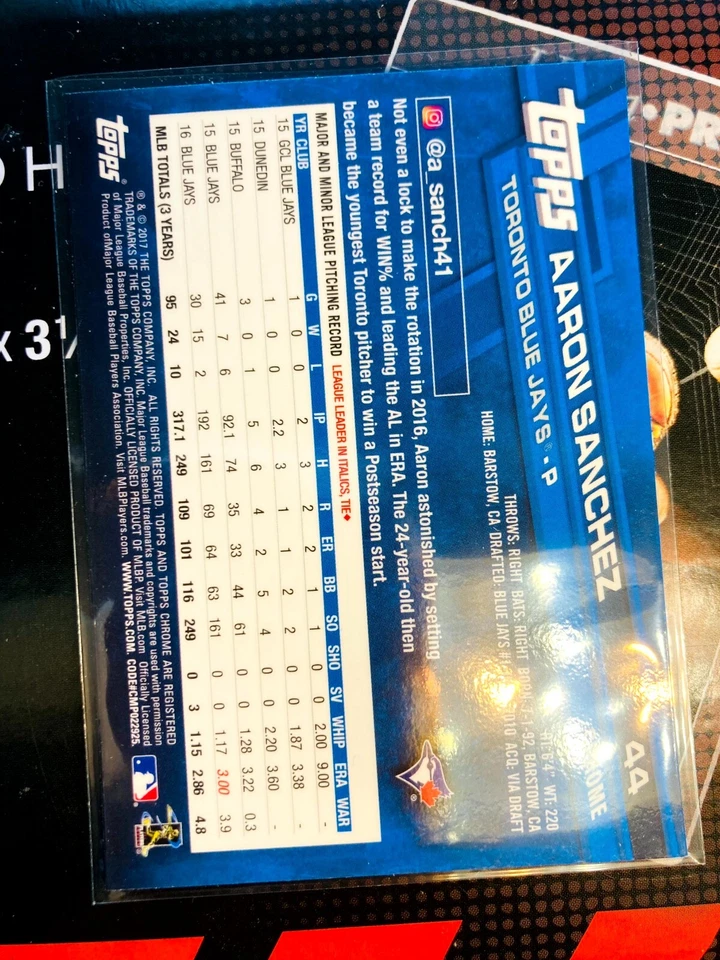 topps AARON SANCHEZ 44
TORONTO BLUE JAYS® • P
THROWS: RIGHT BATS: RIGHT WT: 220
HOME: BARSTOW, CA DRAFTED: BLUE JAYS ACQ: VIA DRAFT
@a_sanch41
Not even a lock to make the rotation in 2016, Aaron astonished by setting
a team record for WIN% and leading the AL in ERA. The 24-year-old then
became the youngest Toronto pitcher to win a Postseason start.
MAJOR AND MINOR LEAGUE PITCHING RECORD LEAGUE LEADER IN ITALICS, TIE♦
YR CLUB G W L IP H R ER BB SO SHO SV WHIP ERA WAR
15 GCL BLUE JAYS 1 0 0 2 3 2 2 1 1 0 0 2.00 9.00 -
15 DUNEDIN 1 0 0 2.2 3 1 1 2 2 0 0 1.87 3.38 -
15 BUFFALO 3 0 1 5 6 4 2 5 4 0 0 2.20 3.60 -
15 BLUE JAYS 41 7 6 92.1 74 35 33 44 61 0 0 1.28 3.22 0.3
16 BLUE JAYS 30 15 2 192 161 69 64 63 161 0 0 1.17 3.00 3.9
MLB TOTALS (3 YEARS) 95 24 10 317.1 249 109 101 116 249 0 3 1.15 2.86 4.8
topps®
® & © 2017 THE TOPPS COMPANY, INC. ALL RIGHTS RESERVED. TOPPS AND TOPPS CHROME ARE REGISTERED
TRADEMARKS OF THE TOPPS COMPANY, INC. Major League Baseball trademarks and copyrights are used with permission
of Major League Baseball Properties, Inc. OFFICIALLY LICENSED PRODUCT OF MLBP. Visit MLB.com Officially Licensed
Product of Major League Baseball Players Association. Visit MLBPlayers.com. WWW.TOPPS.COM. CODE#CMP022925.